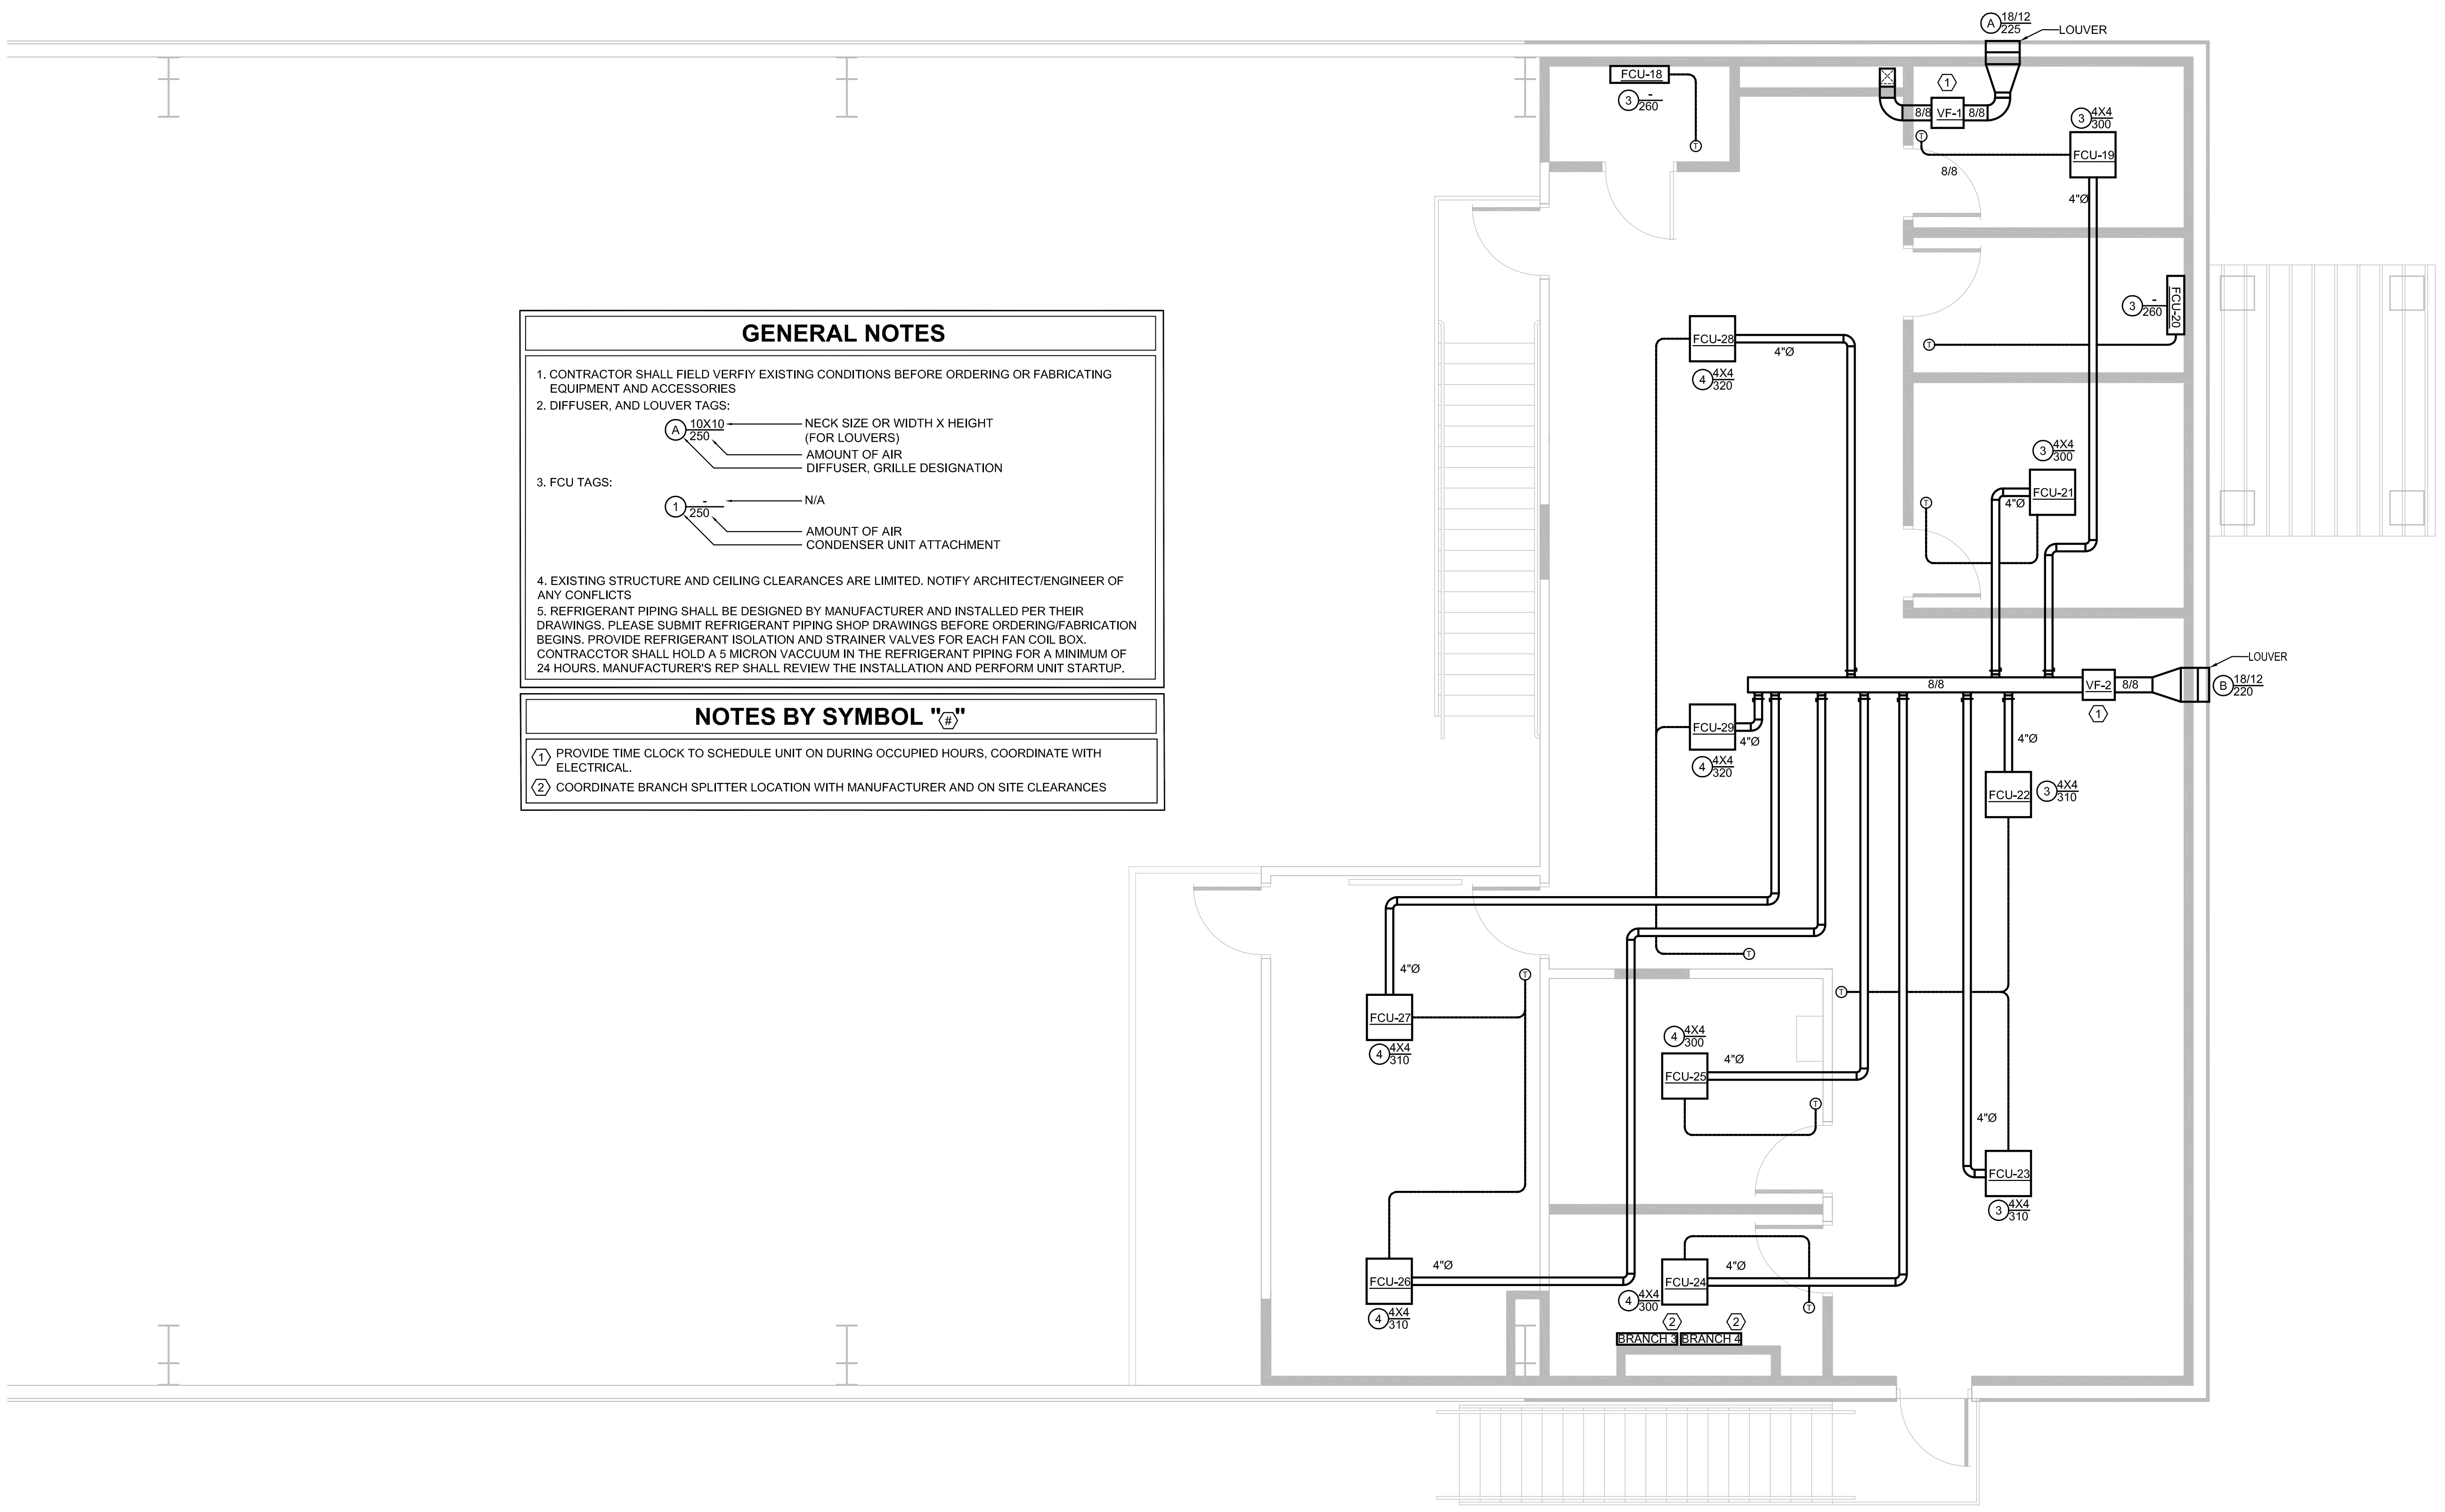 A 18/12
225
LOUVER
FCU-18
3 -
260
1
8/8 VF-1 8/8
3 4X4
300
T
T
FCU-19
8/8
4"Ø
3 -
260
FCU-20
T
GENERAL NOTES
1. CONTRACTOR SHALL FIELD VERFIY EXISTING CONDITIONS BEFORE ORDERING OR FABRICATING
EQUIPMENT AND ACCESSORIES
2. DIFFUSER, AND LOUVER TAGS:
A 10X10
250
NECK SIZE OR WIDTH X HEIGHT
(FOR LOUVERS)
AMOUNT OF AIR
DIFFUSER, GRILLE DESIGNATION
3. FCU TAGS:
1 -
250
N/A
AMOUNT OF AIR
CONDENSER UNIT ATTACHMENT
4. EXISTING STRUCTURE AND CEILING CLEARANCES ARE LIMITED. NOTIFY ARCHITECT/ENGINEER OF
ANY CONFLICTS
5. REFRIGERANT PIPING SHALL BE DESIGNED BY MANUFACTURER AND INSTALLED PER THEIR
DRAWINGS. PLEASE SUBMIT REFRIGERANT PIPING SHOP DRAWINGS BEFORE ORDERING/FABRICATION
BEGINS. PROVIDE REFRIGERANT ISOLATION AND STRAINER VALVES FOR EACH FAN COIL BOX.
CONTRACCTOR SHALL HOLD A 5 MICRON VACCUUM IN THE REFRIGERANT PIPING FOR A MINIMUM OF
24 HOURS. MANUFACTURER'S REP SHALL REVIEW THE INSTALLATION AND PERFORM UNIT STARTUP.
NOTES BY SYMBOL "#"
1 PROVIDE TIME CLOCK TO SCHEDULE UNIT ON DURING OCCUPIED HOURS, COORDINATE WITH
ELECTRICAL.
2 COORDINATE BRANCH SPLITTER LOCATION WITH MANUFACTURER AND ON SITE CLEARANCES
FCU-28
4"Ø
4 4X4
320
3 4X4
300
FCU-21
4"Ø
T
8/8
VF-2 8/8
LOUVER
B 18/12
220
1
FCU-29
4"Ø
4 4X4
320
4"Ø
FCU-22
3 4X4
310
T
4"Ø
T
T
FCU-27
4 4X4
310
4 4X4
300
4"Ø
FCU-25
T
4"Ø
FCU-23
3 4X4
310
4"Ø
FCU-26
4 4X4
310
4"Ø
FCU-24
4 4X4
300
T
2
2
BRANCH 3
BRANCH 4